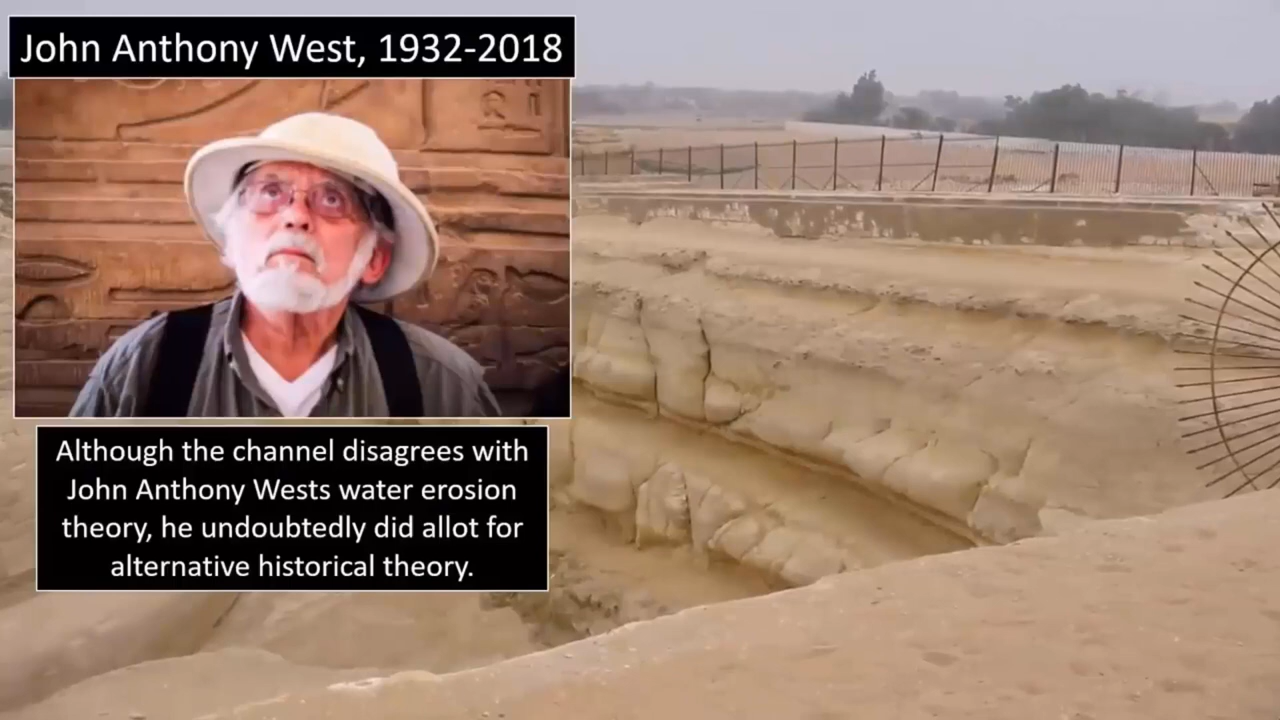 John Anthony West, 1932-2018
Although the channel disagrees with
John Anthony Wests water erosion
theory, he undoubtedly did allot for
alternative historical theory.